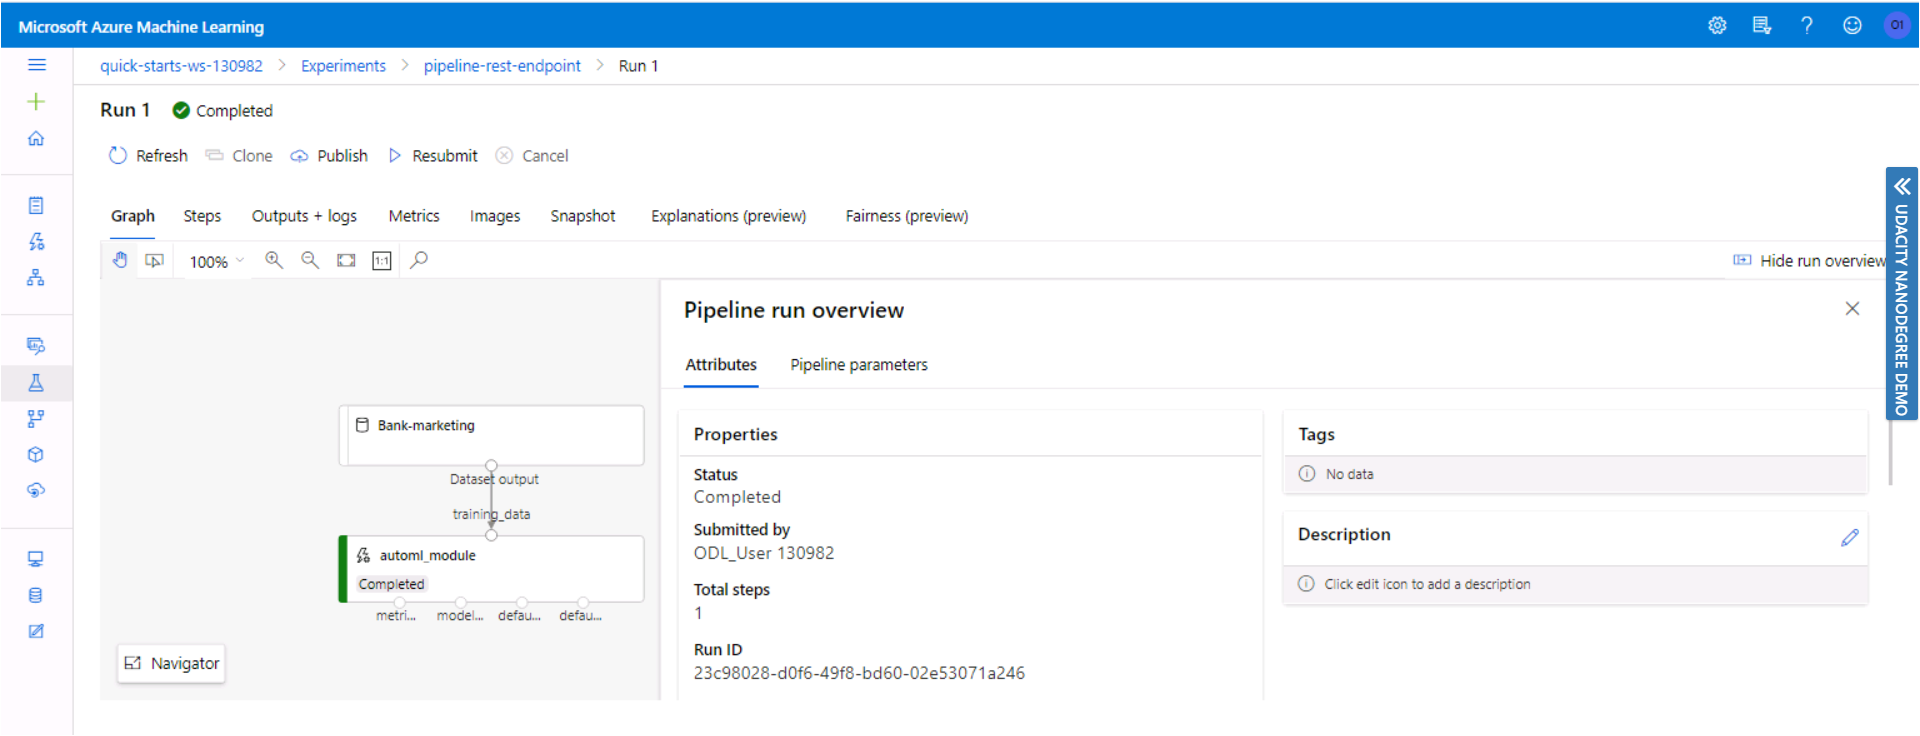 Microsoft Azure Machine Learning
O1
quick-starts-ws-130982 > Experiments > pipeline-rest-endpoint > Run 1
Run 1 Completed
Refresh Clone Publish Resubmit Cancel
Graph Steps Outputs + logs Metrics Images Snapshot Explanations (preview) Fairness (preview)
100% 1:1 Hide run overview
UDACITY NANODEGREE DEMO
Bank-marketing
Dataset output
training_data
automl_module
Completed
metri... model... defau... defau...
Navigator
Pipeline run overview
Attributes Pipeline parameters
Properties
Status
Completed
Submitted by
ODL_User 130982
Total steps
1
Run ID
23c98028-d0f6-49f8-bd60-02e53071a246
Tags
No data
Description
Click edit icon to add a description